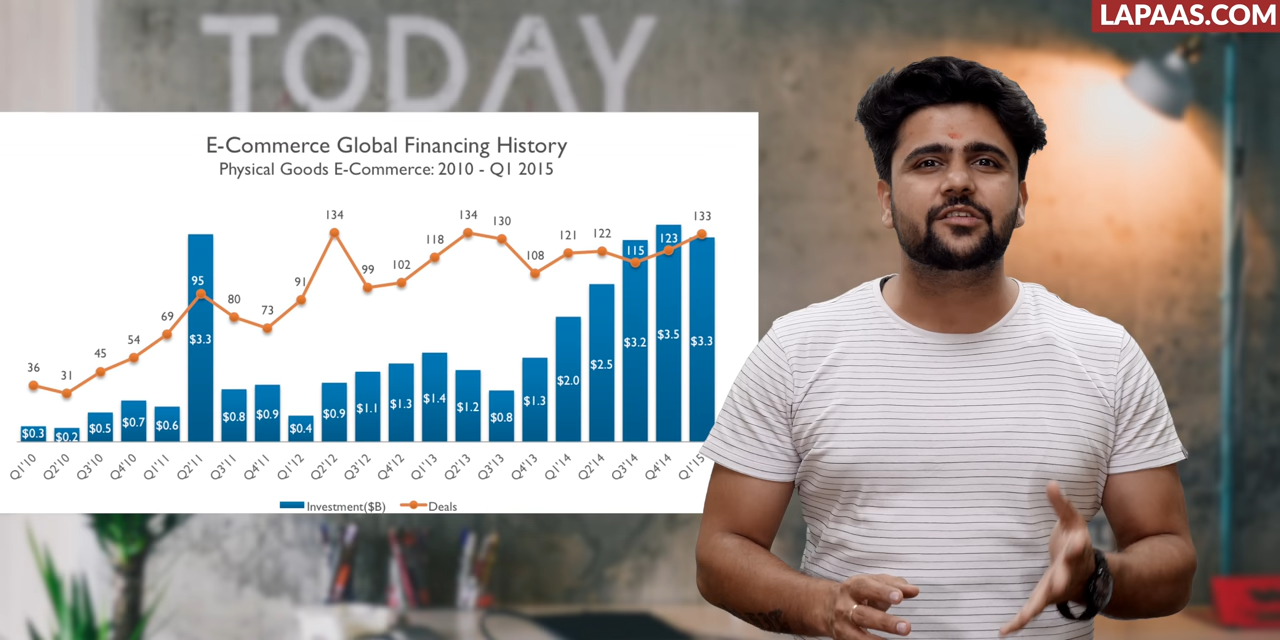 LAPAAS.COM
TODAY
E-Commerce Global Financing History
Physical Goods E-Commerce: 2010 - Q1 2015
36 31 45 54 69 95 80 73 91 134 99 102 118 134 130 108 121 122 115 123 133
$0.3 $0.2 $0.5 $0.7 $0.6 $3.3 $0.8 $0.9 $0.4 $0.9 $1.1 $1.3 $1.4 $1.2 $0.8 $1.3 $2.0 $2.5 $3.2 $3.5 $3.3
Q1'10 Q2'10 Q3'10 Q4'10 Q1'11 Q2'11 Q3'11 Q4'11 Q1'12 Q2'12 Q3'12 Q4'12 Q1'13 Q2'13 Q3'13 Q4'13 Q1'14 Q2'14 Q3'14 Q4'14 Q1'15
Investment($B) Deals